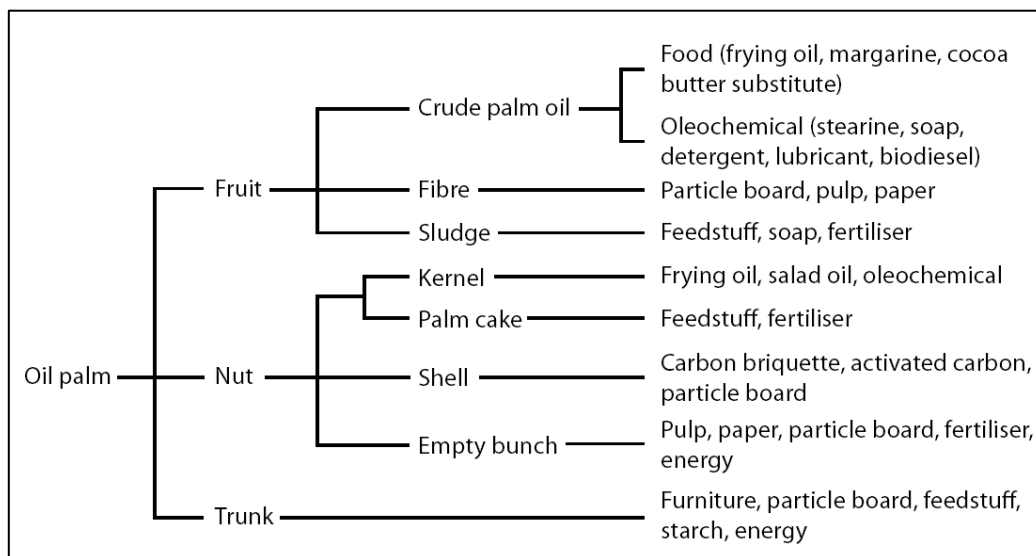 Food (frying oil, margarine, cocoa
butter substitute)
Crude palm oil
Oleochemical (stearine, soap,
detergent, lubricant, biodiesel)
Fruit
Fibre
Particle board, pulp, paper
Sludge
Feedstuff, soap, fertiliser
Kernel
Frying oil, salad oil, oleochemical
Palm cake
Feedstuff, fertiliser
Oil palm
Nut
Shell
Carbon briquette, activated carbon,
particle board
Empty bunch
Pulp, paper, particle board, fertiliser,
energy
Trunk
Furniture, particle board, feedstuff,
starch, energy